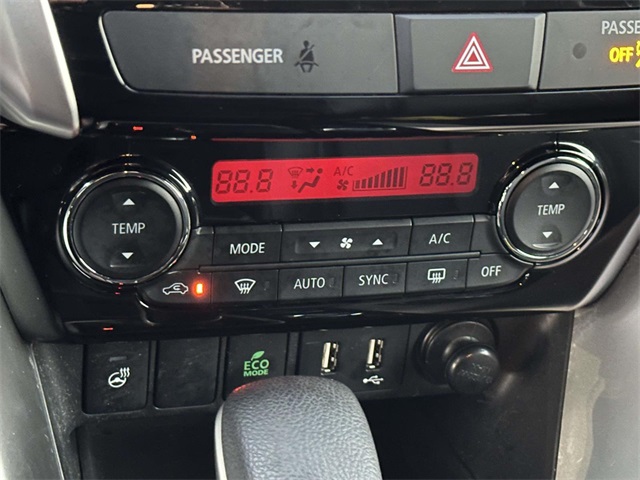 PASSENGER
PASSE
OFF
88.8 A/C 88.8
TEMP
TEMP
MODE A/C
AUTO SYNC OFF
ECO
MODE